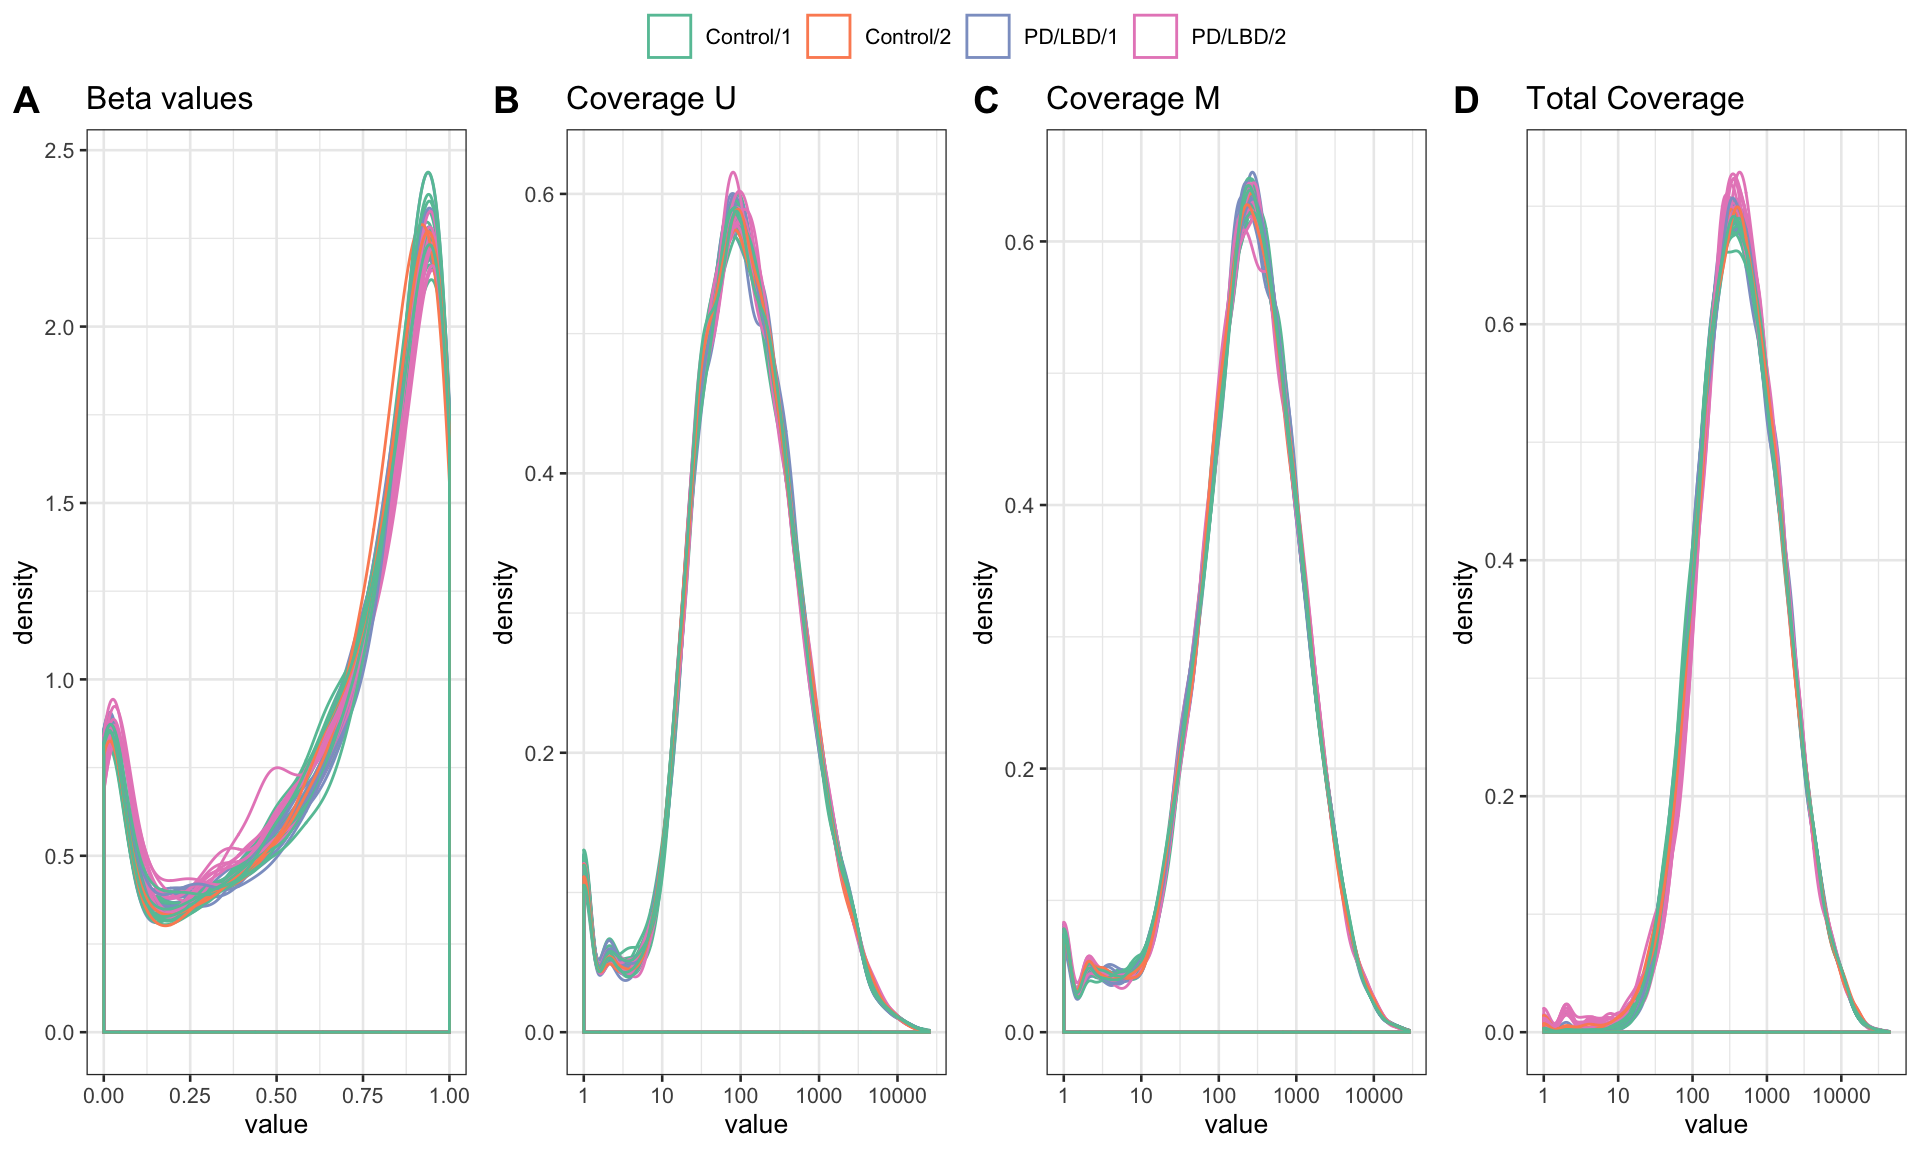 Control/1 Control/2 PD/LBD/1 PD/LBD/2
A Beta values
2.5
2.0
1.5
1.0
0.5
0.0
density
0.00 0.25 0.50 0.75 1.00
value
B Coverage U
0.6
0.4
0.2
0.0
density
1 10 100 1000 10000
value
C Coverage M
0.6
0.4
0.2
0.0
density
1 10 100 1000 10000
value
D Total Coverage
0.6
0.4
0.2
0.0
density
1 10 100 1000 10000
value